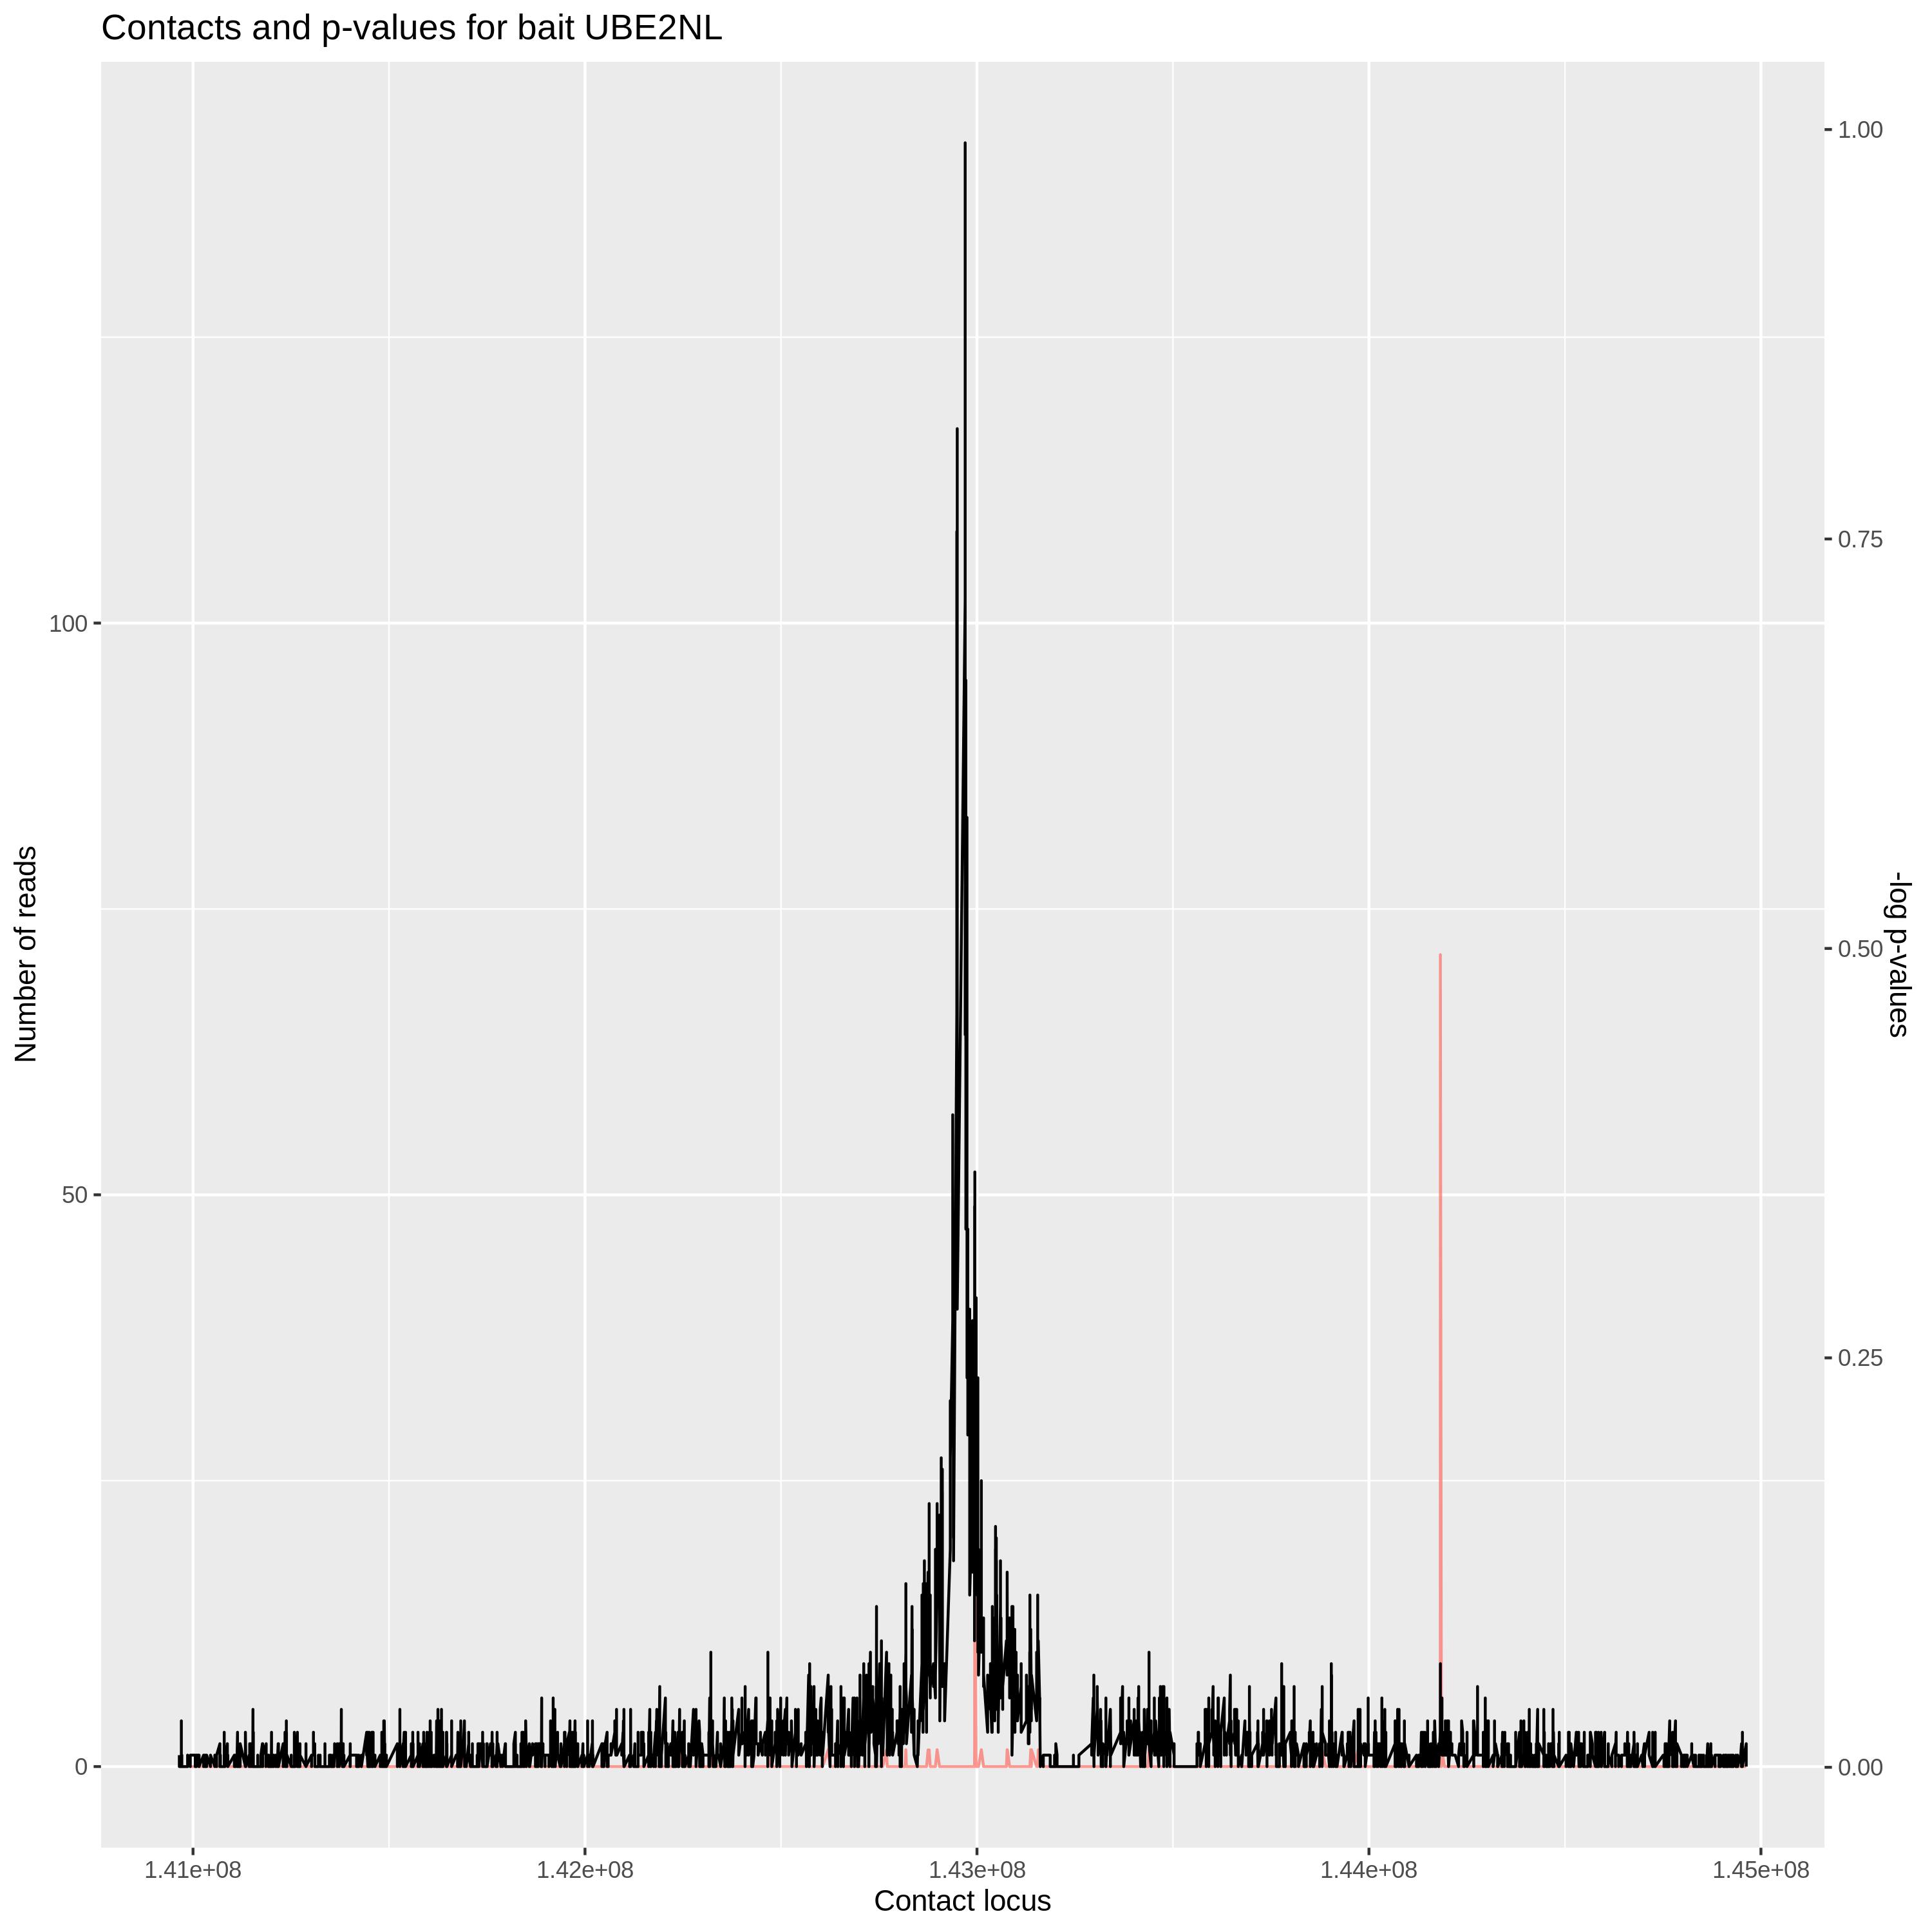 Contacts and p-values for bait UBE2NL
Number of reads
100
50
0
1.00
0.75
0.50
0.25
0.00
-log p-values
1.41e+08
1.42e+08
1.43e+08
1.44e+08
1.45e+08
Contact locus